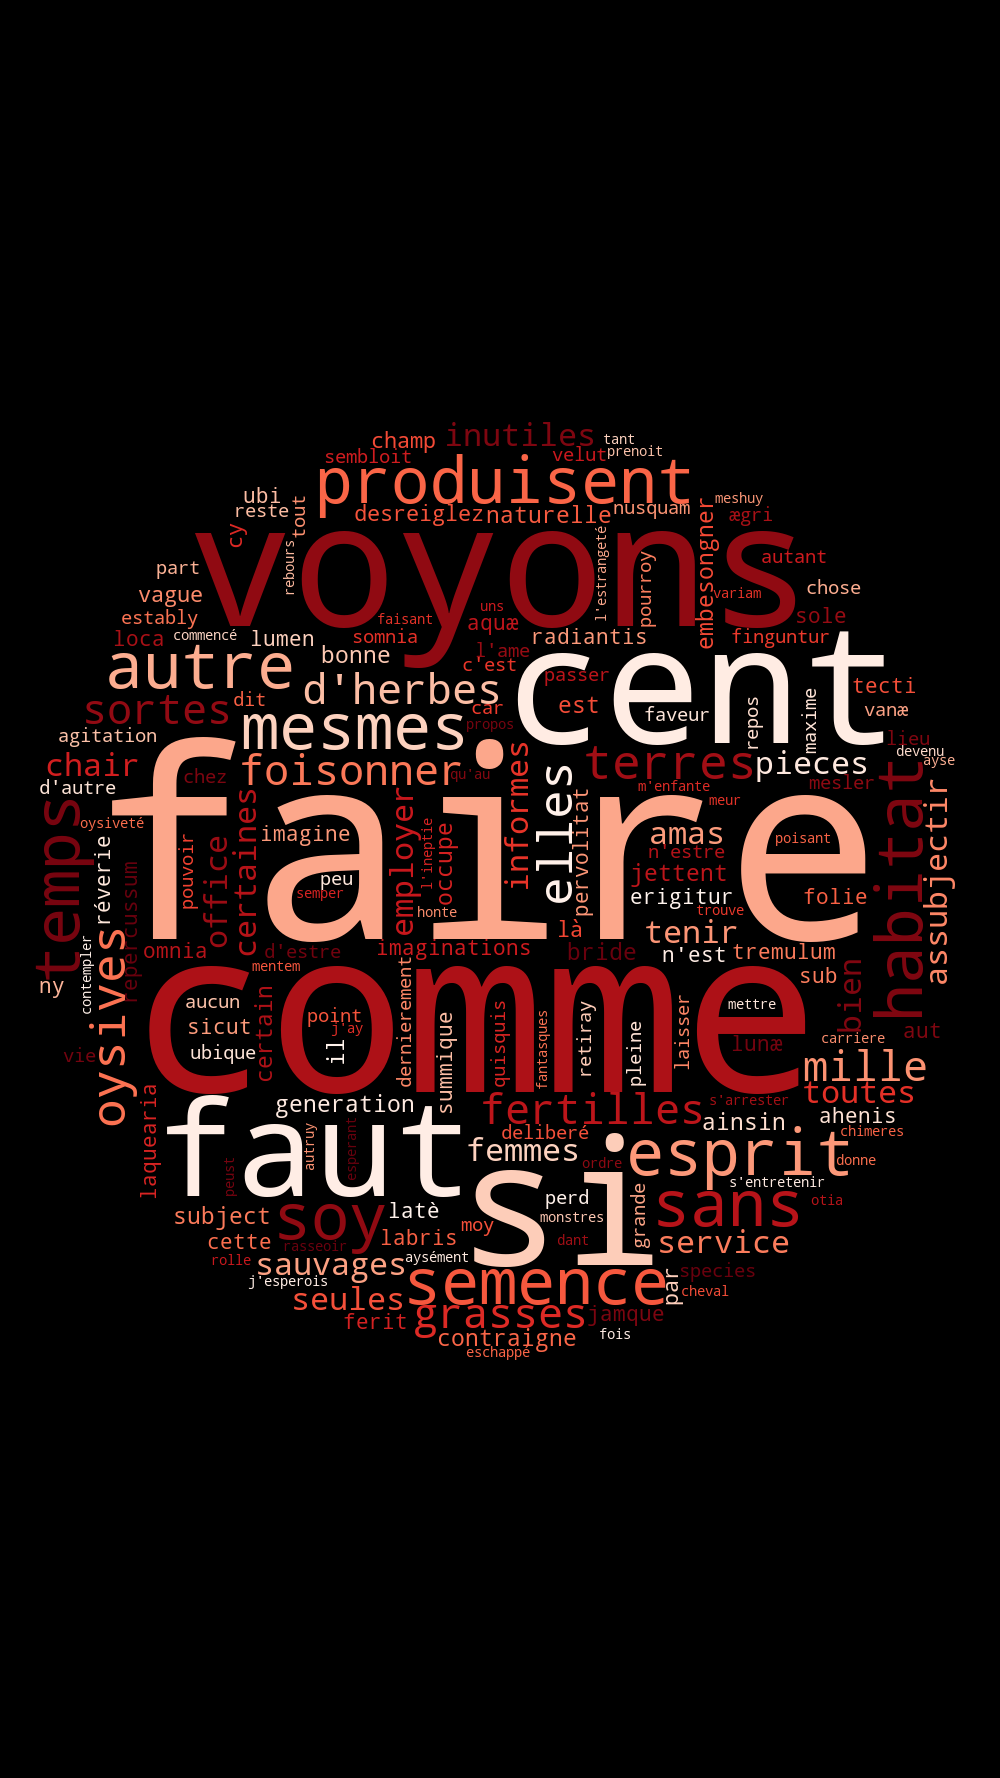 champ
inutiles
tant
prenoit
sembloit
velut
produisent
ubi
reste
tout
desreiglez
naturelle
nusquam
meshuy
ægri
cy
rebours
voyons
l'estrangeté
pourroy
embesongner
autant
part
vague
variam
chose
estably
faisant
uns
aquæ
sole
loca
commencé
lumen
somnia
radiantis
finguntur
autre
bonne
l'ame
c'est
cent
passer
tecti
sortes
dit
d'herbes
car
est
faveur
repos
maxime
vanæ
agitation
mesmes
propos
lieu
devenu
ayse
chair
chez
foisonner
qu'au
informes
terres
pieces
d'autre
m'enfante
mesler
meur
temps
oysiveté
faire
certaines
employer
l'ineptie
occupe
elles
pervolitat
amas
poisant
habitat
assubjectir
réverie
pouvoir
office
imagine
n'estre
repercussum
peu
semper
jettent
erigitur
folie
honte
trouve
oysives
contempler
omnia
d'estre
imaginations
là
tenir
bride
n'est
tremulum
mentem
ny
sub
bien
comme
aucun
certain
point
j'ay
dernierement
summique
quisquis
fantasques
retiray
pleine
laisser
mettre
sicut
ubique
il
lunæ
aut
carriere
vie
mille
laquearia
generation
fertilles
s'arrester
toutes
faut
autruy
esperant
deliberé
ainsin
ahenis
chimeres
peust
femmes
ordre
esprit
donne
si
s'entretenir
perd
monstres
grande
sans
otia
subject
soy
latè
moy
cette
rasseoir
labris
dant
service
rolle
sauvages
aysément
j'esperois
semence
par
species
cheval
seules
grasses
jamque
ferit
contraigne
fois
eschappé